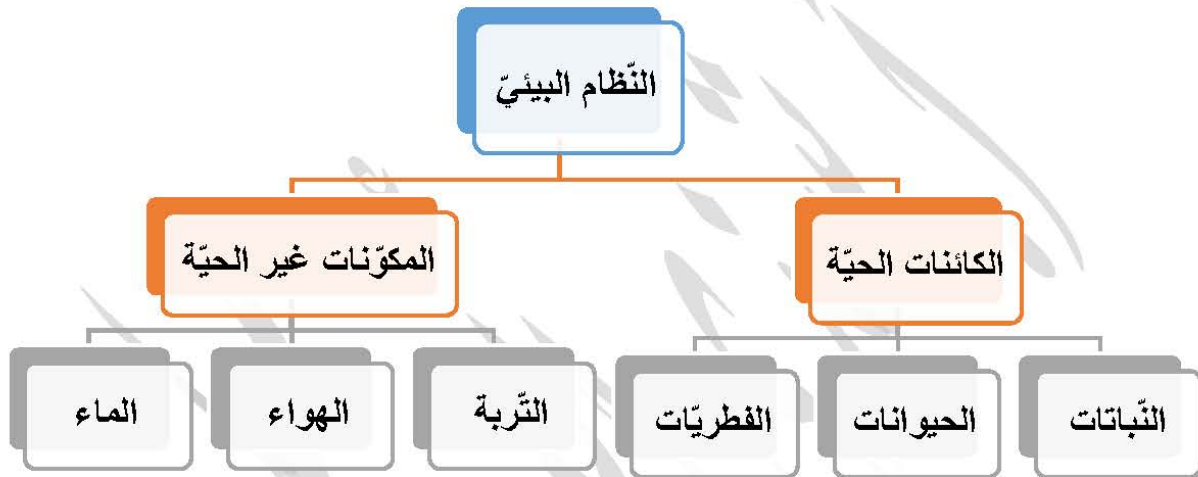 النّظام البيئيّ
الكائنات الحيّة
المكوّنات غير الحيّة
النّباتات
الحيوانات
الفطريّات
التّربة
الهواء
الماء